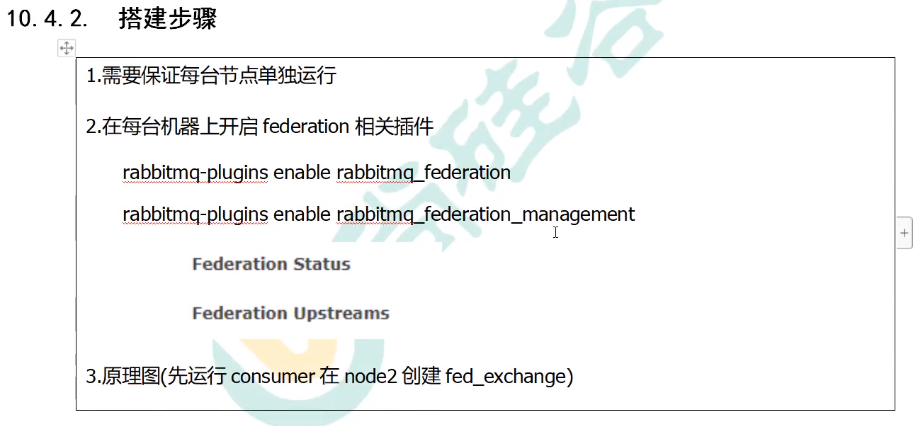 10.4.2. 搭建步骤
1.需要保证每台节点单独运行
2.在每台机器上开启 federation 相关插件
rabbitmq-plugins enable rabbitmq_federation
rabbitmq-plugins enable rabbitmq_federation_management
Federation Status
Federation Upstreams
3.原理图(先运行 consumer 在 node2 创建 fed_exchange)
尚硅谷